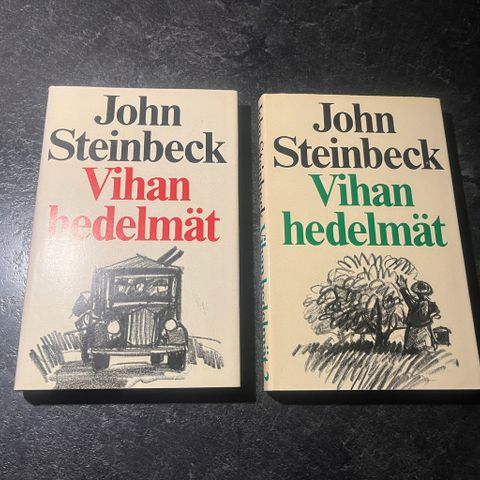 John
Steinbeck
Vihan
hedelmät
John
Steinbeck
Vihan
hedelmät